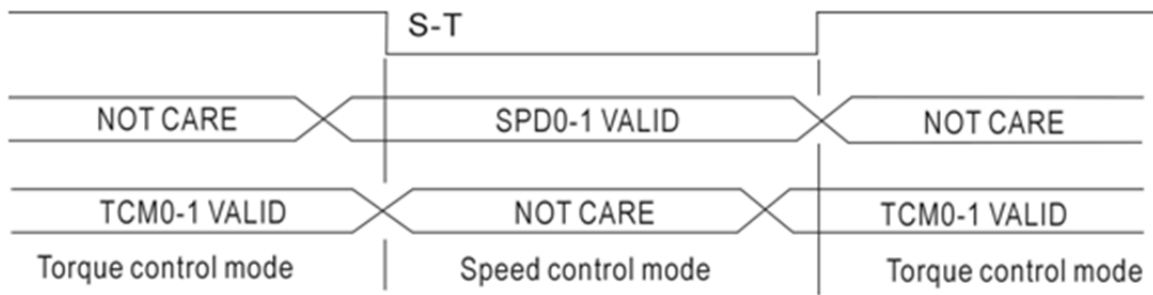 S-T
NOT CARE SPD0-1 VALID NOT CARE
TCM0-1 VALID NOT CARE TCM0-1 VALID
Torque control mode Speed control mode Torque control mode